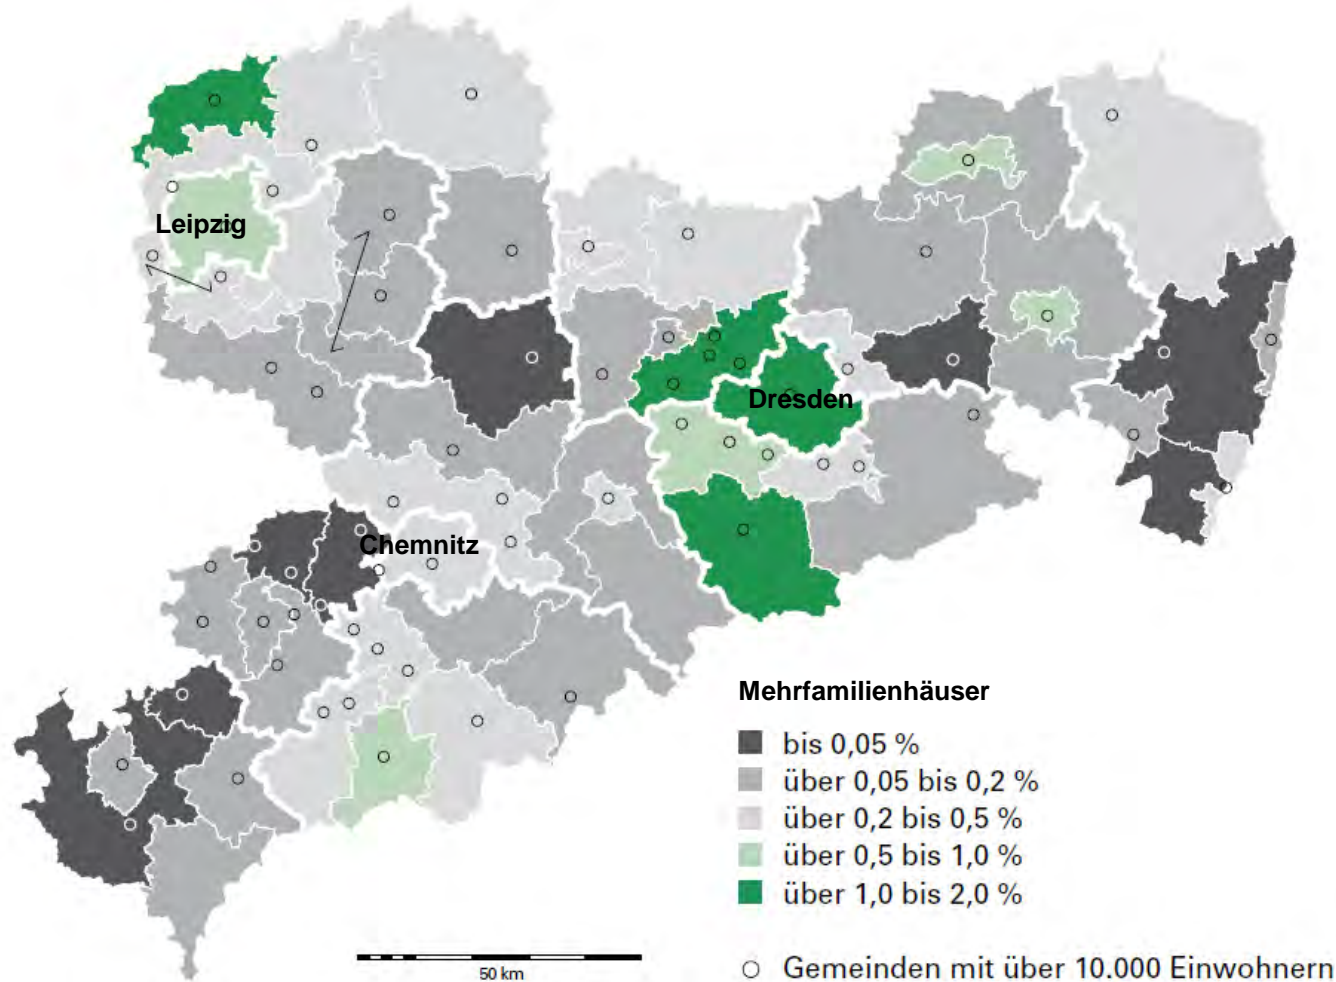 Leipzig
Dresden
Chemnitz
Mehrfamilienhäuser
bis 0,05 %
über 0,05 bis 0,2 %
über 0,2 bis 0,5 %
über 0,5 bis 1,0 %
über 1,0 bis 2,0 %
50 km
Gemeinden mit über 10.000 Einwohnern